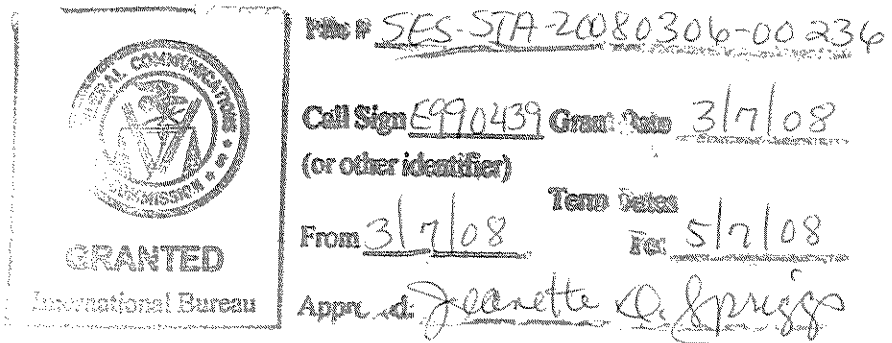 File # SES-STA-20080306-00236
FEDERAL COMMUNICATIONS COMMISSION
Call Sign E990439 Grant Date 3/7/08
(or other identifier)
Term Dates
From 3/7/08 To: 5/7/08
GRANTED
International Bureau
Approved: Jeanette D. Spriggs